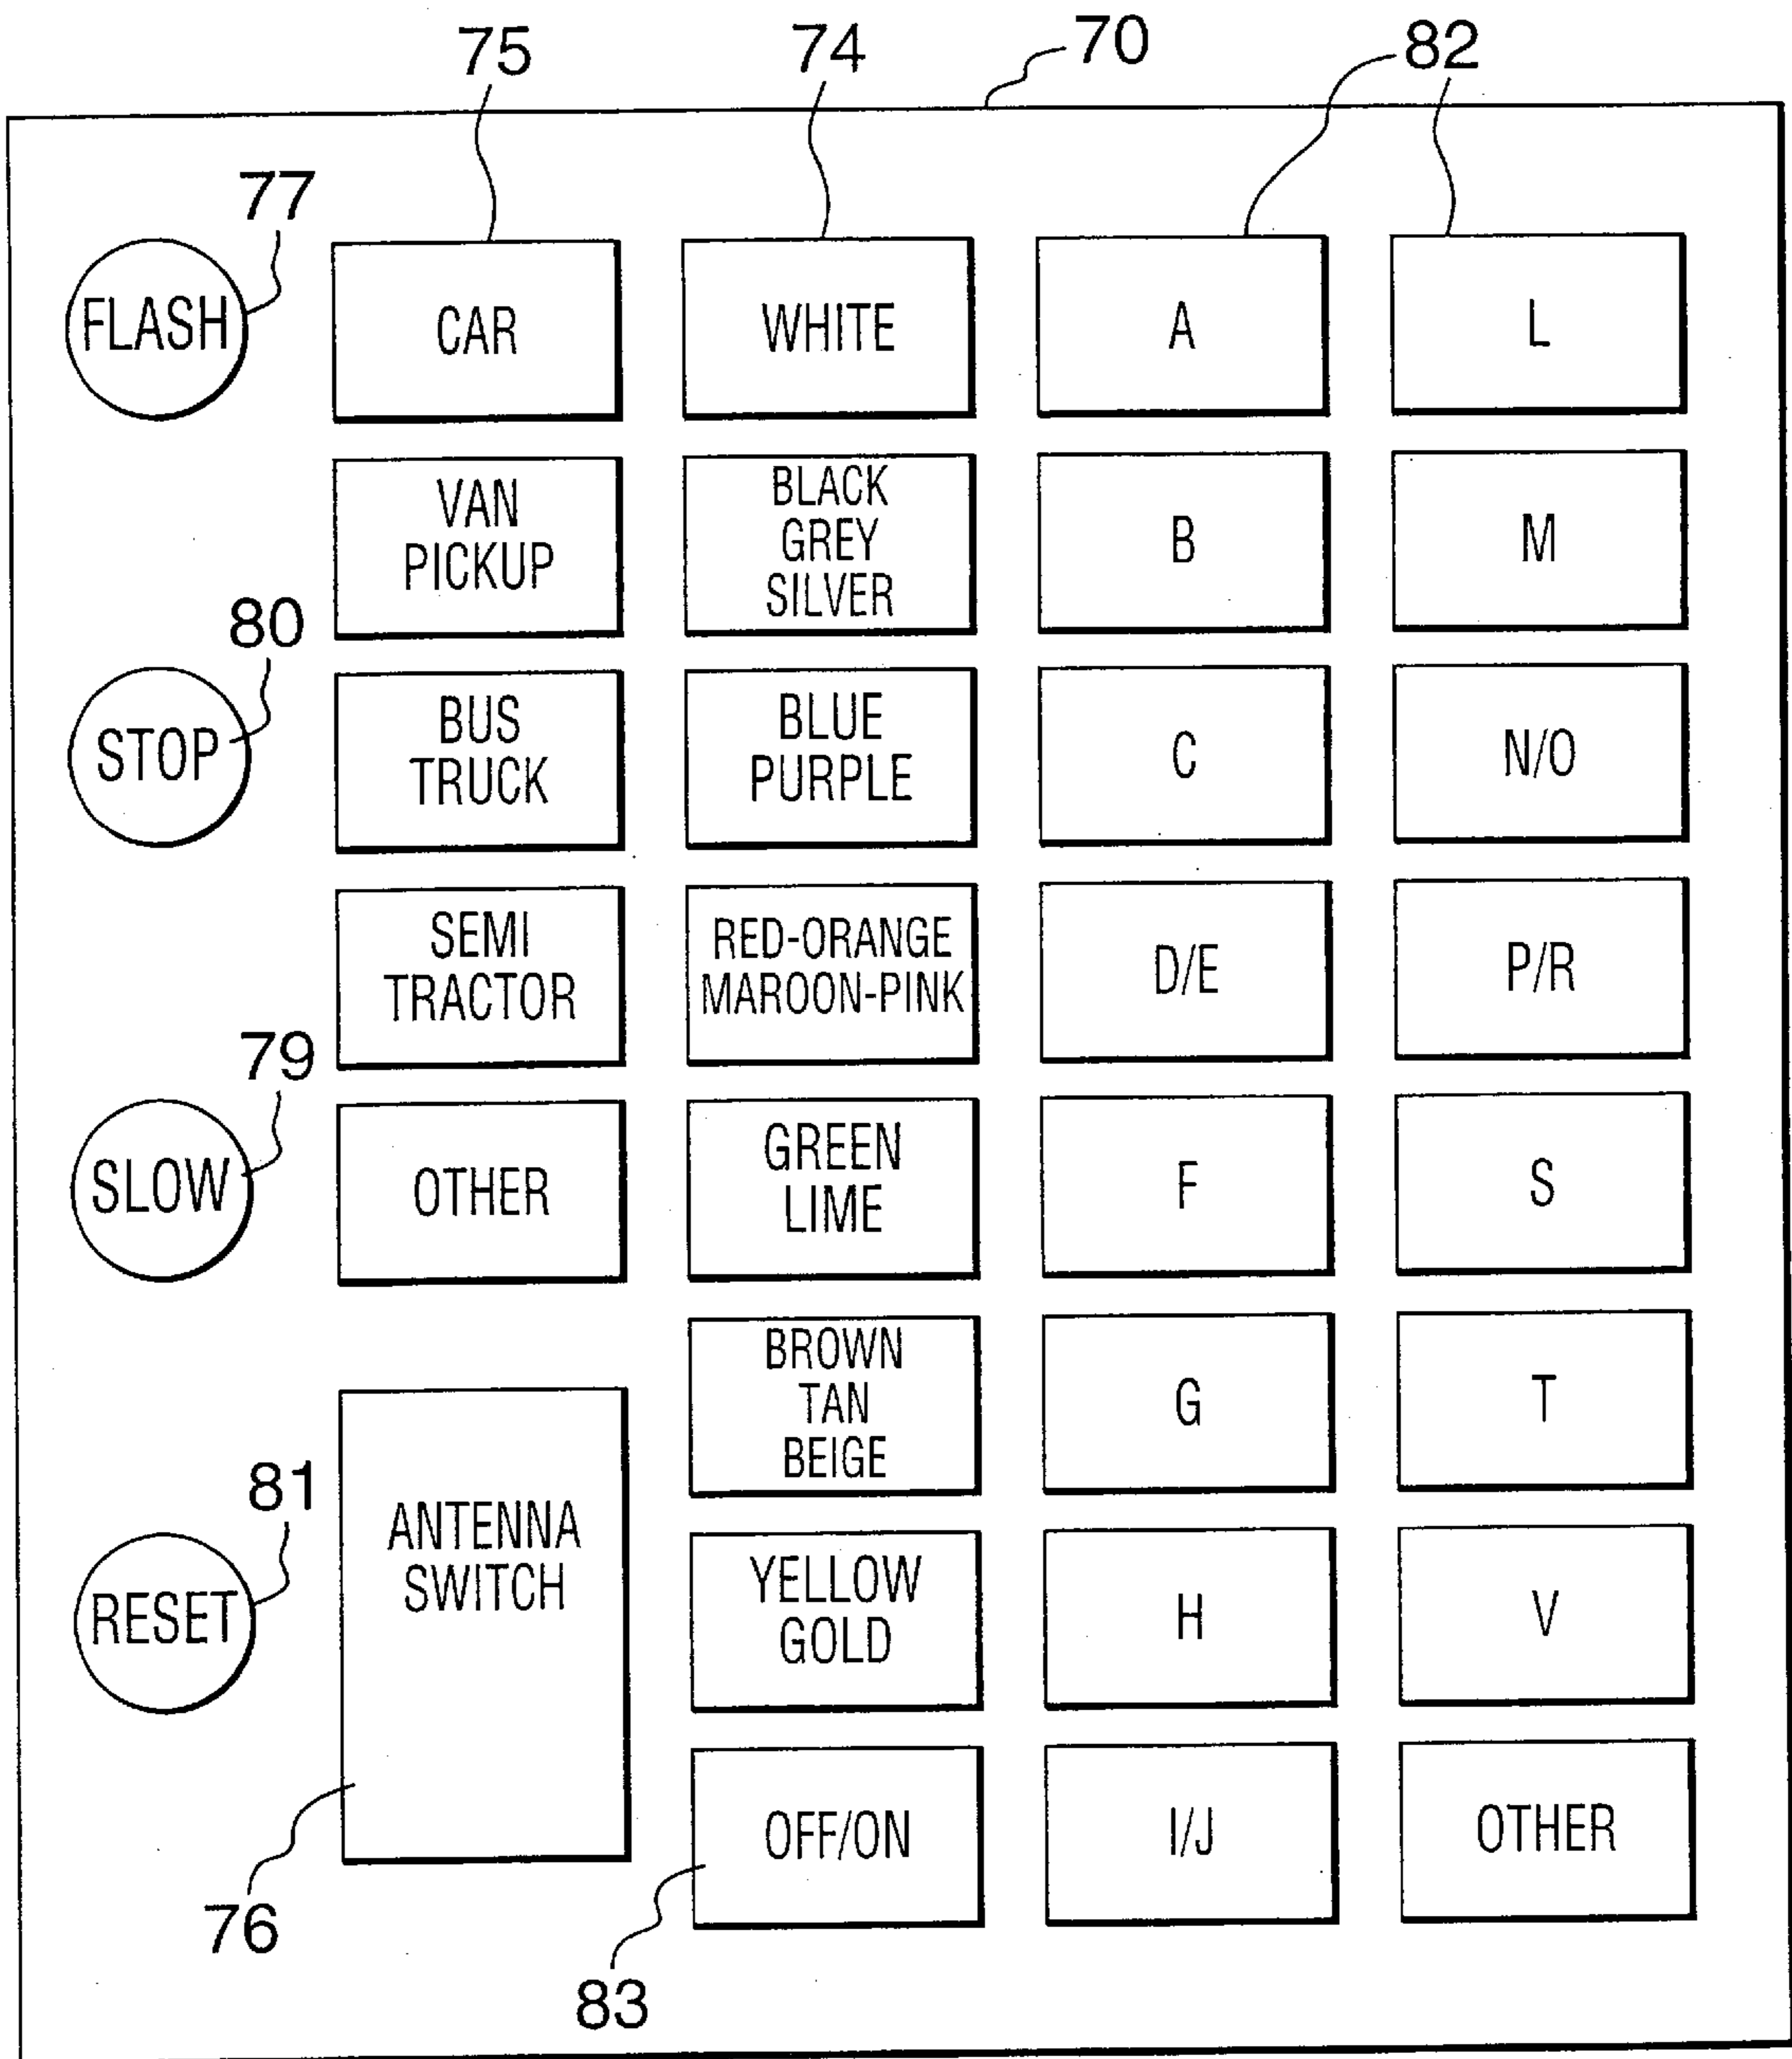 75
74
70
82
77
FLASH
CAR
WHITE
A
L
VAN
PICKUP
BLACK
GREY
SILVER
B
M
80
STOP
BUS
TRUCK
BLUE
PURPLE
C
N/O
SEMI
TRACTOR
RED-ORANGE
MAROON-PINK
D/E
P/R
79
SLOW
OTHER
GREEN
LIME
F
S
BROWN
TAN
BEIGE
G
T
81
RESET
ANTENNA
SWITCH
YELLOW
GOLD
H
V
76
OFF/ON
I/J
OTHER
83